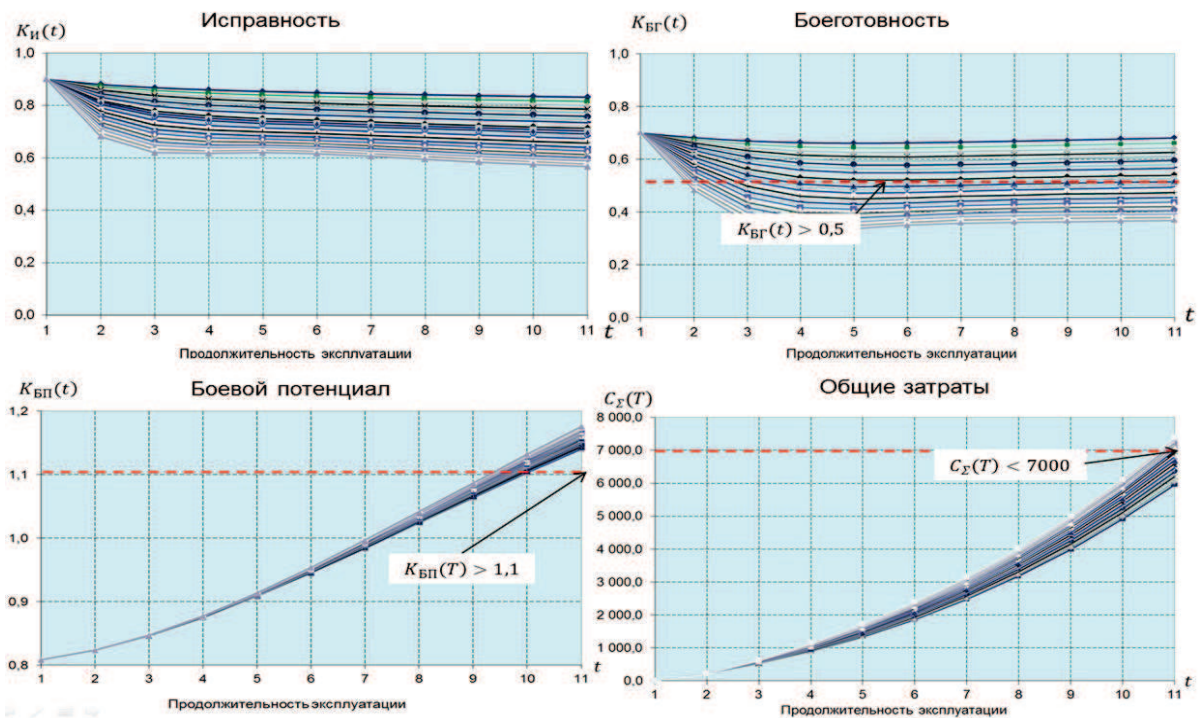 Исправность
K_И(t)
1,0
0,8
0,6
0,4
0,2
0,0
1 2 3 4 5 6 7 8 9 10 11
t
Продолжительность эксплуатации
Боеготовность
K_БГ(t)
1,0
0,8
0,6
0,4
0,2
0,0
K_БГ(t) > 0,5
1 2 3 4 5 6 7 8 9 10 11
t
Продолжительность эксплуатации
Боевой потенциал
K_БП(t)
1,2
1,1
1,0
0,9
0,8
K_БП(T) > 1,1
1 2 3 4 5 6 7 8 9 10 11
t
Продолжительность эксплуатации
Общие затраты
C_Σ(T)
8 000,0
7 000,0
6 000,0
5 000,0
4 000,0
3 000,0
2 000,0
1 000,0
0,0
C_Σ(T) < 7000
1 2 3 4 5 6 7 8 9 10 11
t
Продолжительность эксплуатации